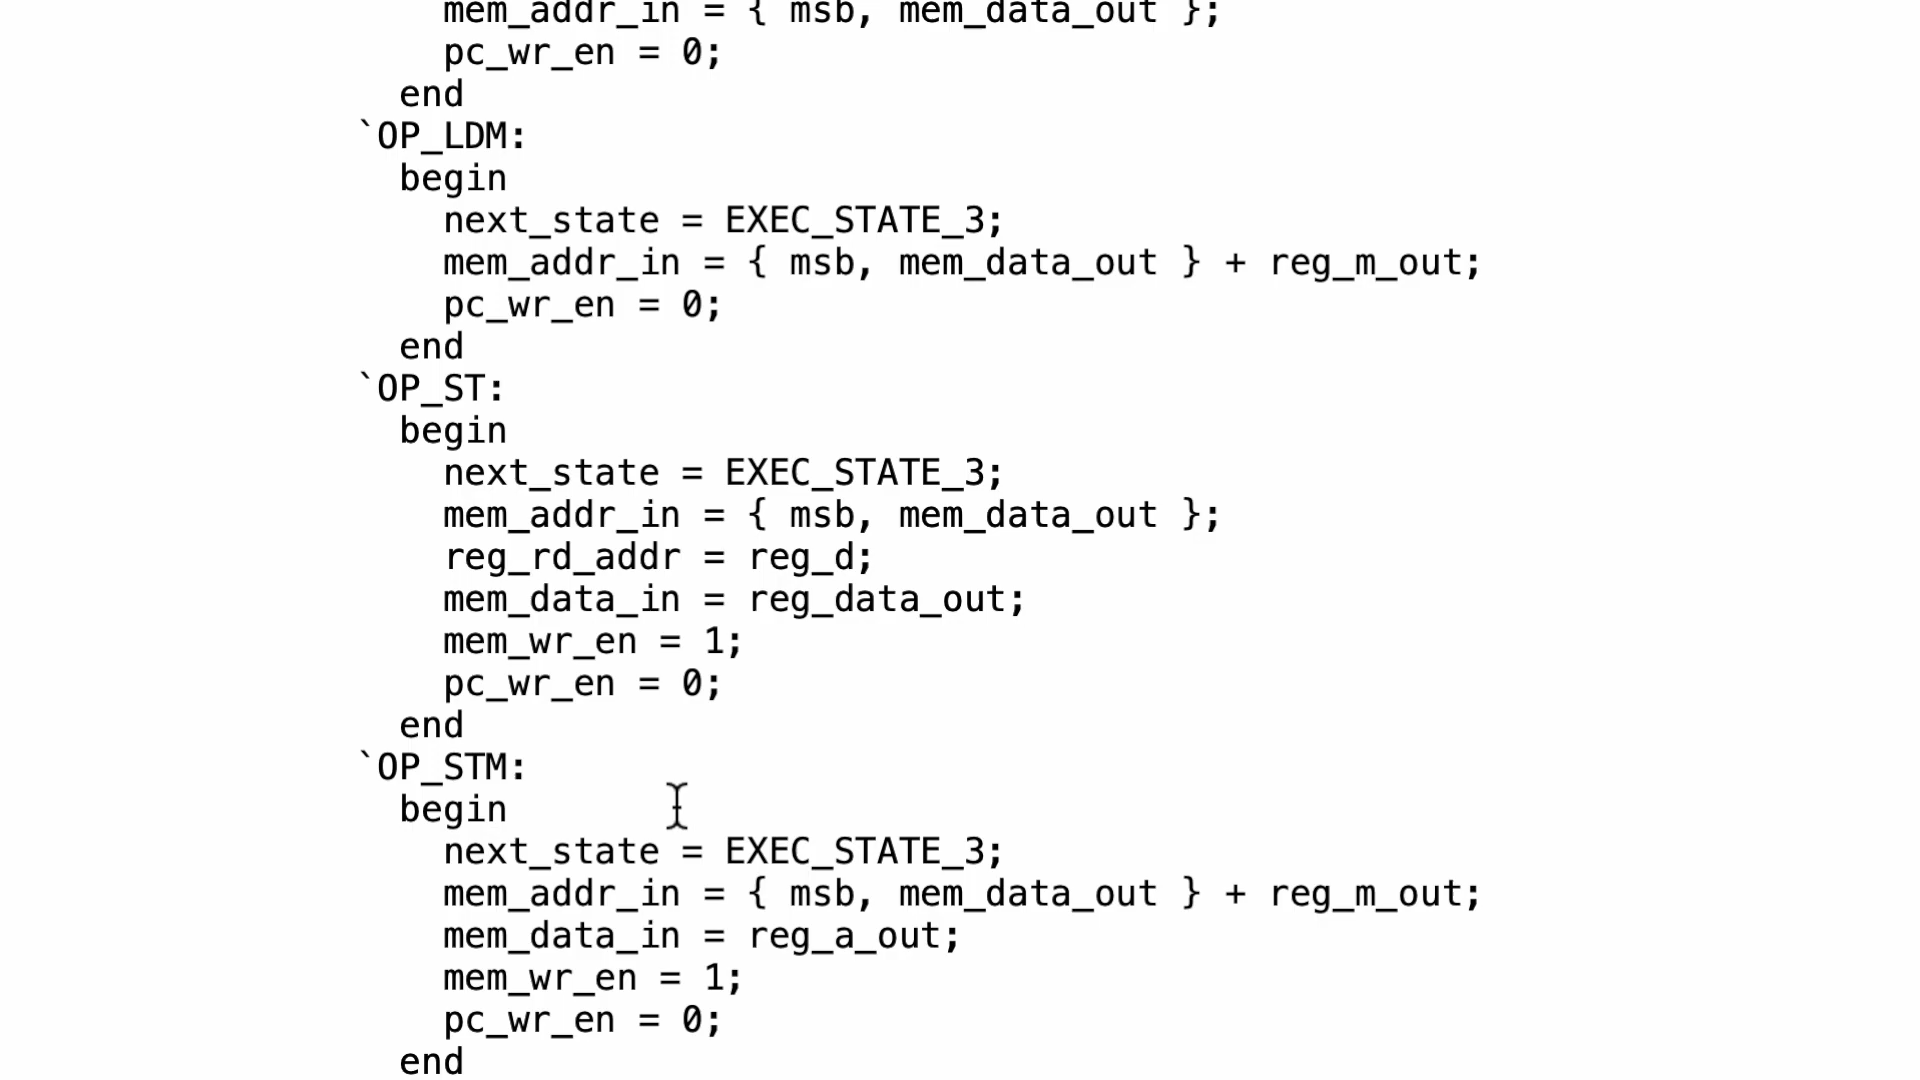 mem_addr_in = { msb, mem_data_out };
pc_wr_en = 0;
end
`OP_LDM:
begin
next_state = EXEC_STATE_3;
mem_addr_in = { msb, mem_data_out } + reg_m_out;
pc_wr_en = 0;
end
`OP_ST:
begin
next_state = EXEC_STATE_3;
mem_addr_in = { msb, mem_data_out };
reg_rd_addr = reg_d;
mem_data_in = reg_data_out;
mem_wr_en = 1;
pc_wr_en = 0;
end
`OP_STM:
begin
next_state = EXEC_STATE_3;
mem_addr_in = { msb, mem_data_out } + reg_m_out;
mem_data_in = reg_a_out;
mem_wr_en = 1;
pc_wr_en = 0;
end